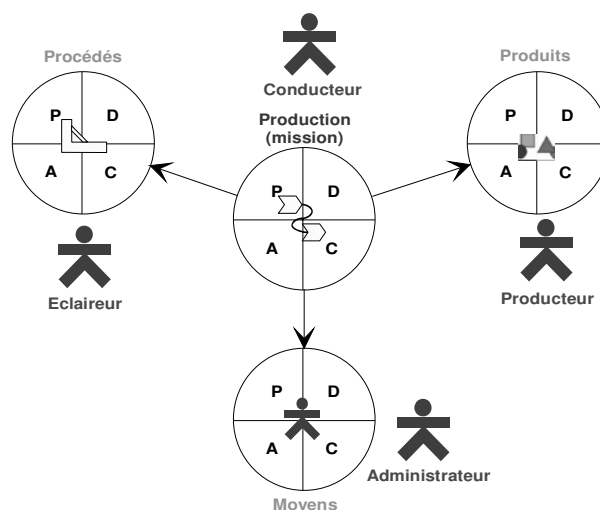 Procédés
Produits
Conducteur
Production
(mission)
P D
A C
P D
A C
P D
A C
Eclaireur
Producteur
P D
A C
Administrateur
Moyens